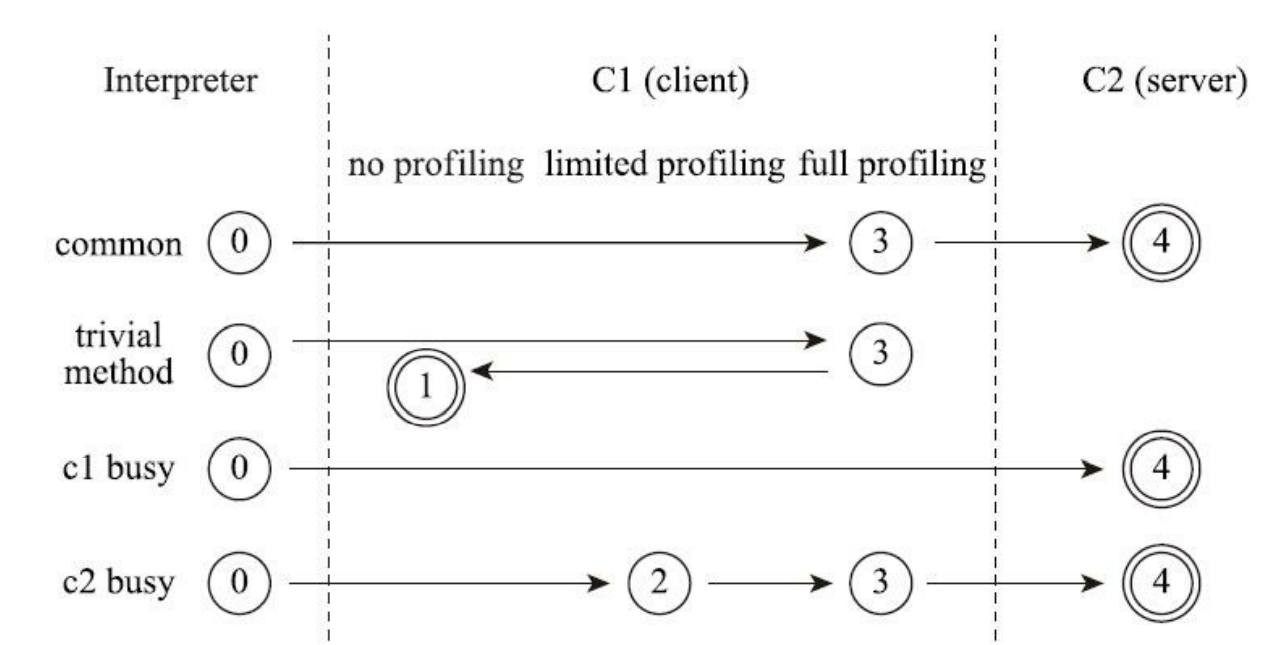 Interpreter C1 (client) C2 (server)
no profiling limited profiling full profiling
common 0 3 4
trivial
method 0 3
1
c1 busy 0 4
c2 busy 0 2 3 4